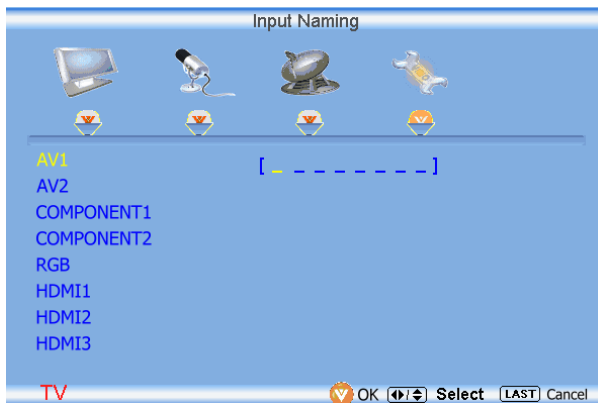 Input Naming
AV1 [ _ _ _ _ _ _ _ _ ]
AV2
COMPONENT1
COMPONENT2
RGB
HDMI1
HDMI2
HDMI3
TV V OK Select LAST Cancel